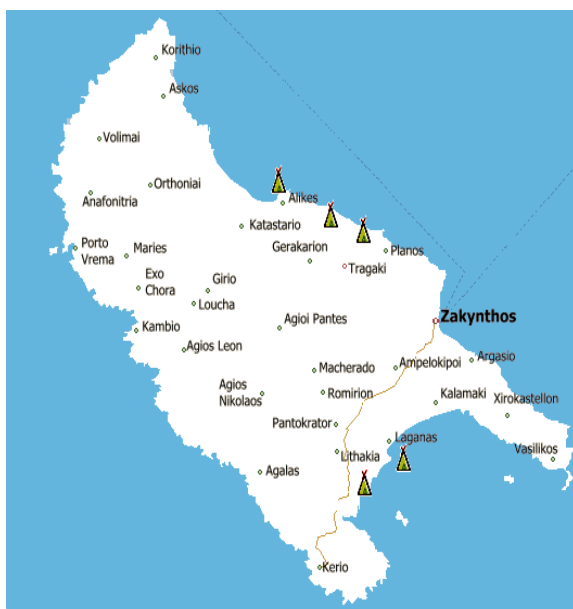 Korithio
Askos
Volimai
Orthoniai
Anafonitria
Alikes
Katastario
Planos
Porto
Vrema
Maries
Gerakarion
Tragaki
Exo
Chora
Girio
Loucha
Zakynthos
Kambio
Agioi Pantes
Agios Leon
Argasio
Ampelokipoi
Macherado
Agios
Nikolaos
Romirion
Kalamaki
Xirokastellon
Pantokrator
Laganas
Lithakia
Vasilikos
Agalas
Kerio